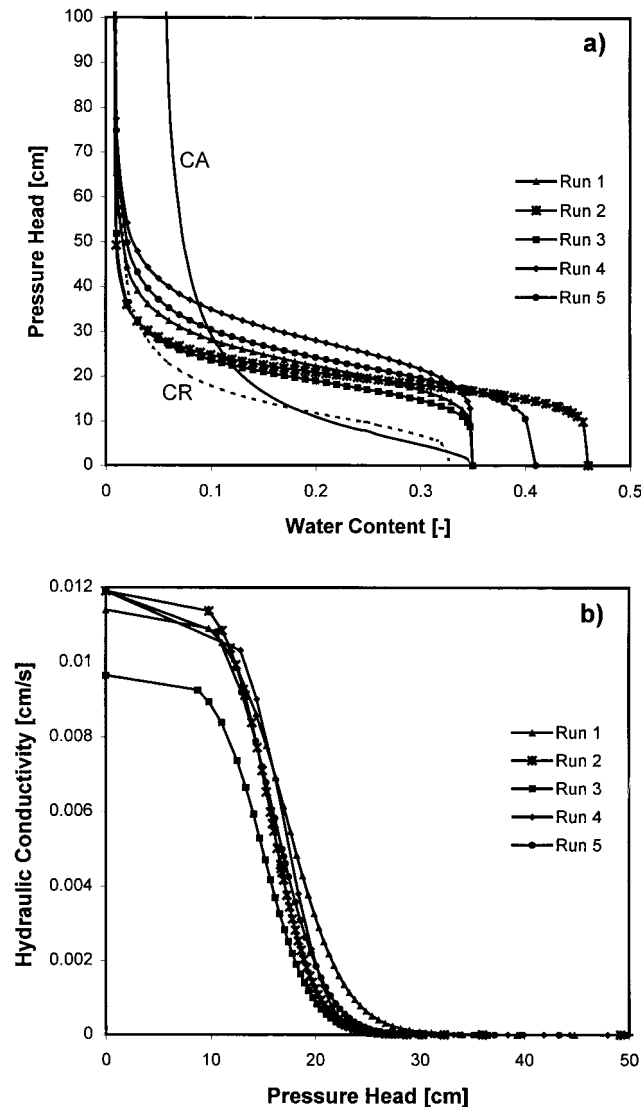 a)
100
90
80
70
60
50
40
30
20
10
0
Pressure Head [cm]
CA
CR
Run 1
Run 2
Run 3
Run 4
Run 5
0 0.1 0.2 0.3 0.4 0.5
Water Content [-]
b)
0.012
0.01
0.008
0.006
0.004
0.002
0
Hydraulic Conductivity [cm/s]
Run 1
Run 2
Run 3
Run 4
Run 5
0 10 20 30 40 50
Pressure Head [cm]